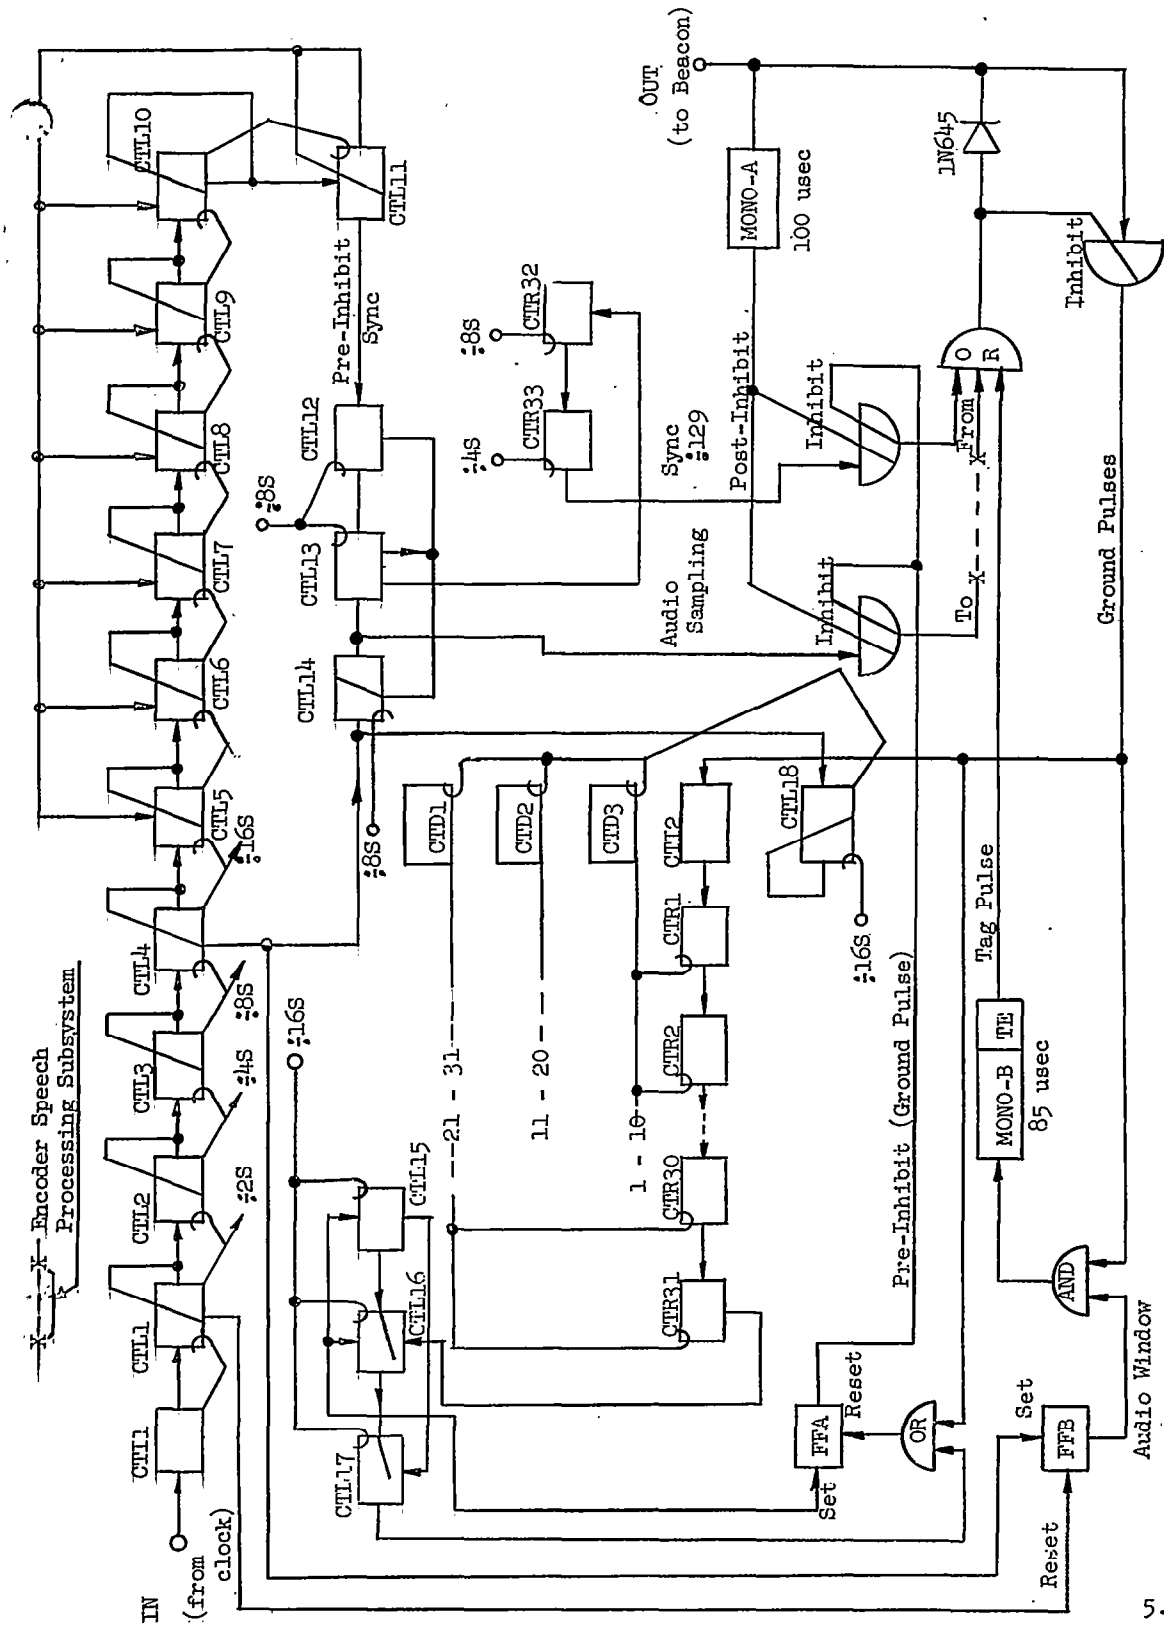 X---X- Encoder Speech
Processing Subsystem
IN
(from
clock)
CTI1
CTL1
CTL2
CTL3
CTL4
CTL5
CTL6
CTL7
CTL8
CTL9
CTL10
÷2S
÷4S
÷8S
÷16S
CTL11
Pre-Inhibit
Sync
CTL12
CTL13
CTL14
÷8S
÷8S
÷16S
CTL15
CTL16
CTL17
CTR32
÷8S
CTR33
÷4S
Sync
÷129
Audio
Sampling
CTD1
CTD2
CTD3
21 - 31
11 - 20
1 - 10
CTI2
CTR1
CTR2
CTR30
CTR31
CTL18
÷16S
OUT
(to Beacon)
MONO-A
100 usec
Post-Inhibit
1N645
Inhibit
Inhibit
Inhibit
OR
From
X
To X
Ground Pulses
Pre-Inhibit (Ground Pulse)
Tag Pulse
MONO-B
TE
85 usec
FFA
Set
Reset
OR
AND
FFB
Set
Reset
Audio Window
5.